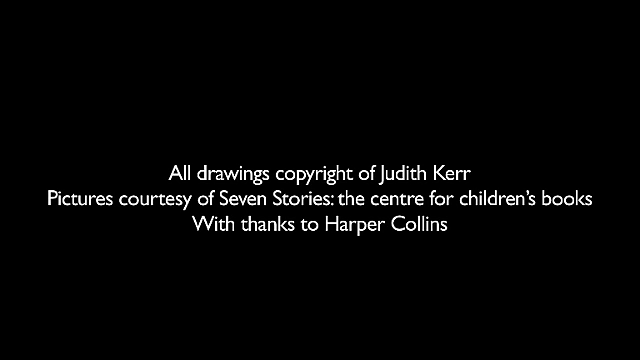 All drawings copyright of Judith Kerr
Pictures courtesy of Seven Stories: the centre for children's books
With thanks to Harper Collins